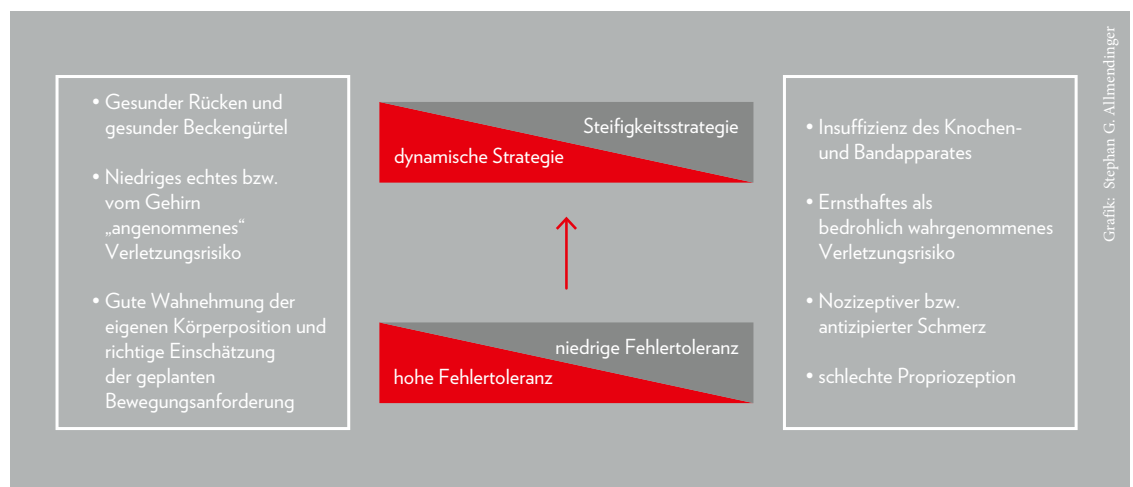 • Gesunder Rücken und
gesunder Beckengürtel
• Niedriges echtes bzw.
vom Gehirn
„angenommenes“
Verletzungsrisiko
• Gute Wahnehmung der
eigenen Körperposition und
richtige Einschätzung
der geplanten
Bewegungsanforderung
Steifigkeitsstrategie
dynamische Strategie
niedrige Fehlertoleranz
hohe Fehlertoleranz
• Insuffizienz des Knochen-
und Bandapparates
• Ernsthaftes als
bedrohlich wahrgenommenes
Verletzungsrisiko
• Nozizeptiver bzw.
antizipierter Schmerz
• schlechte Propriozeption
Grafik: Stephan G. Allmendinger